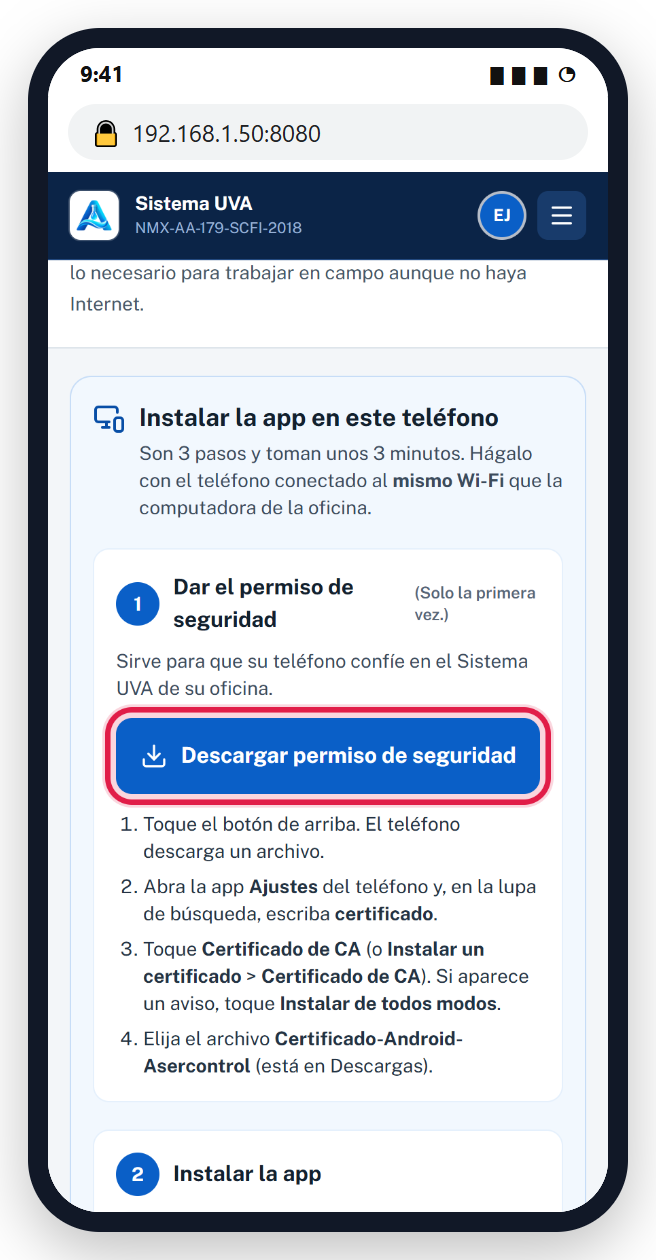 9:41
192.168.1.50:8080
Sistema UVA
NMX-AA-179-SCFI-2018
EJ
lo necesario para trabajar en campo aunque no haya
Internet.
Instalar la app en este teléfono
Son 3 pasos y toman unos 3 minutos. Hágalo
con el teléfono conectado al mismo Wi-Fi que la
computadora de la oficina.
1
Dar el permiso de
seguridad
(Solo la primera
vez.)
Sirve para que su teléfono confíe en el Sistema
UVA de su oficina.
Descargar permiso de seguridad
1. Toque el botón de arriba. El teléfono
descarga un archivo.
2. Abra la app Ajustes del teléfono y, en la lupa
de búsqueda, escriba certificado.
3. Toque Certificado de CA (o Instalar un
certificado > Certificado de CA). Si aparece
un aviso, toque Instalar de todos modos.
4. Elija el archivo Certificado-Android-
Asercontrol (está en Descargas).
2
Instalar la app